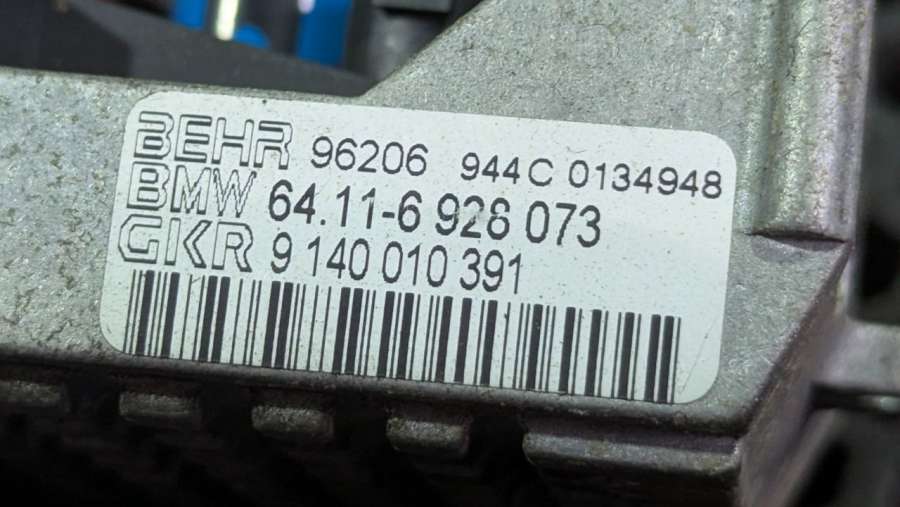 BEHR 96206 944C 0134948
BMW 64.11-6 928 073
GKR 9 140 010 391